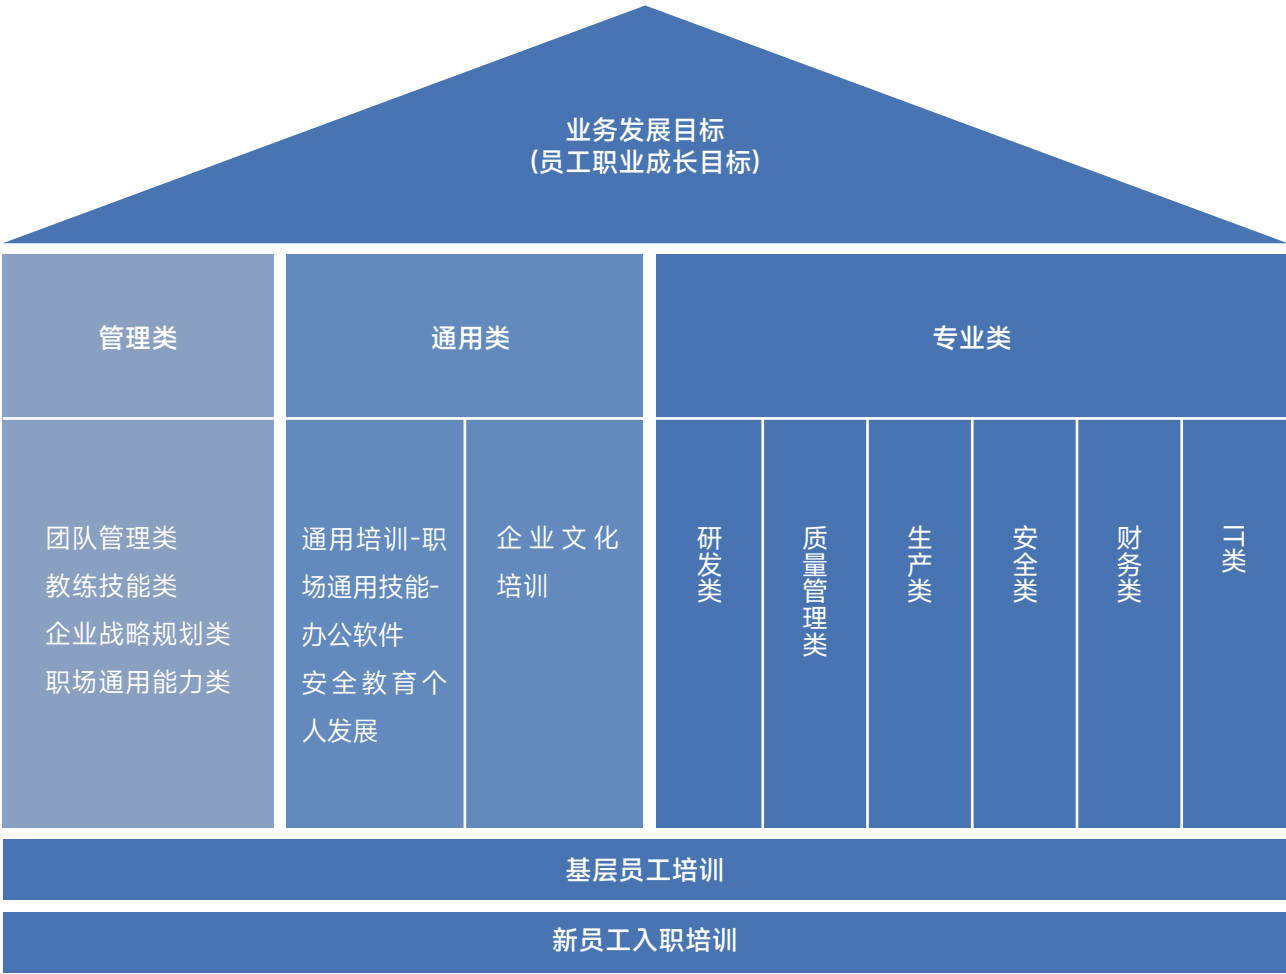 业务发展目标
(员工职业成长目标)
管理类
通用类
专业类
团队管理类
教练技能类
企业战略规划类
职场通用能力类
通用培训-职
场通用技能-
办公软件
安全教育个
人发展
企业文化
培训
研发类
质量管理类
生产类
安全类
财务类
IT类
基层员工培训
新员工入职培训